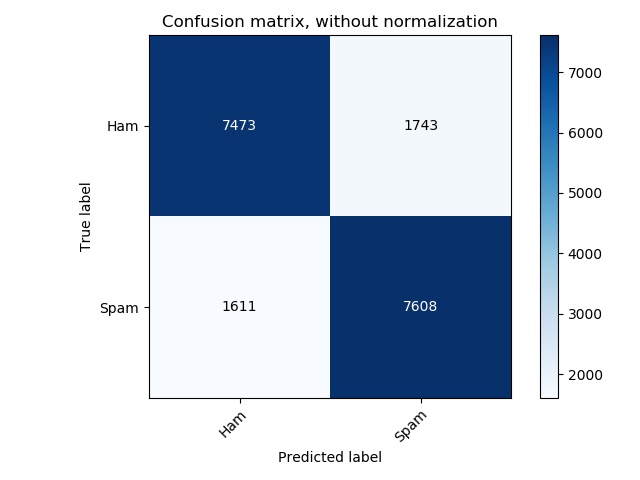 Confusion matrix, without normalization
True label
Ham
7473
1743
Spam
1611
7608
Ham
Spam
Predicted label
7000
6000
5000
4000
3000
2000